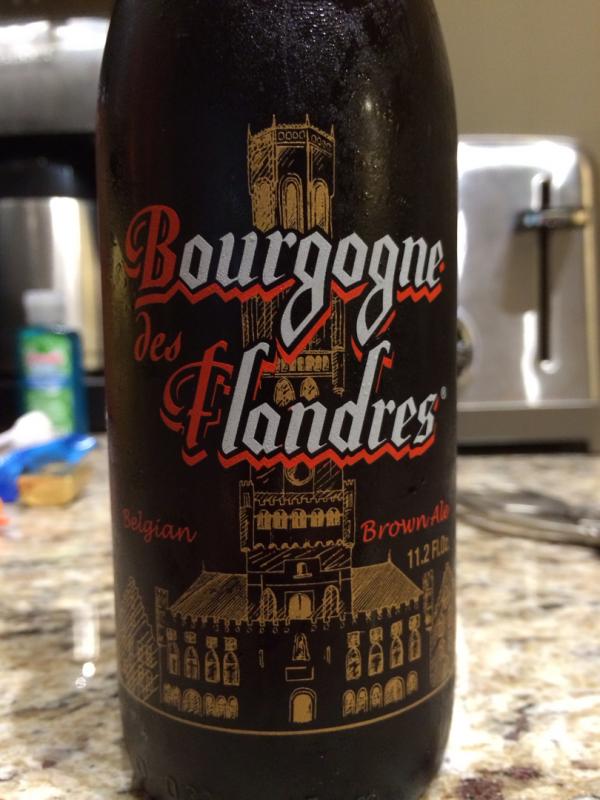 Bourgogne
des
Flandres®
Belgian Brown Ale
11.2 Fl.Oz.